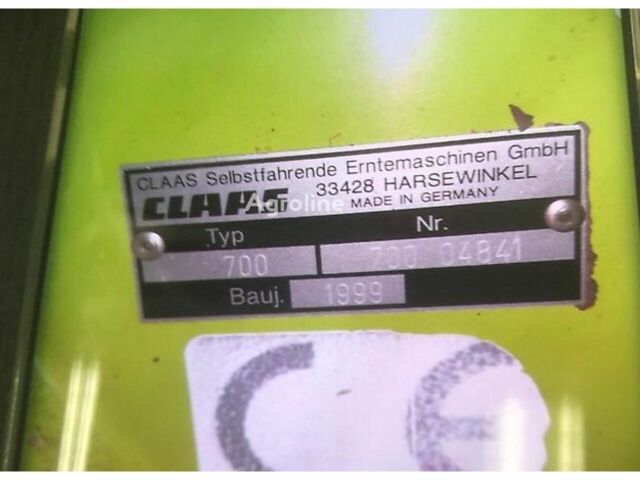 CLAAS Selbstfahrende Erntemaschinen GmbH
CLAAS 33428 HARSEWINKEL
MADE IN GERMANY
Agroline
Typ Nr.
700 700 04841
Bauj. 1999
CE